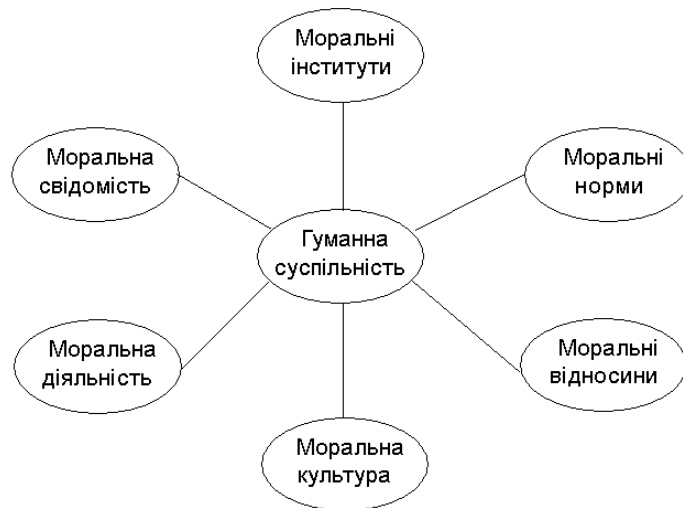 Моральні
інститути
Моральна
свідомість
Моральні
норми
Гуманна
суспільність
Моральна
діяльність
Моральні
відносини
Моральна
культура